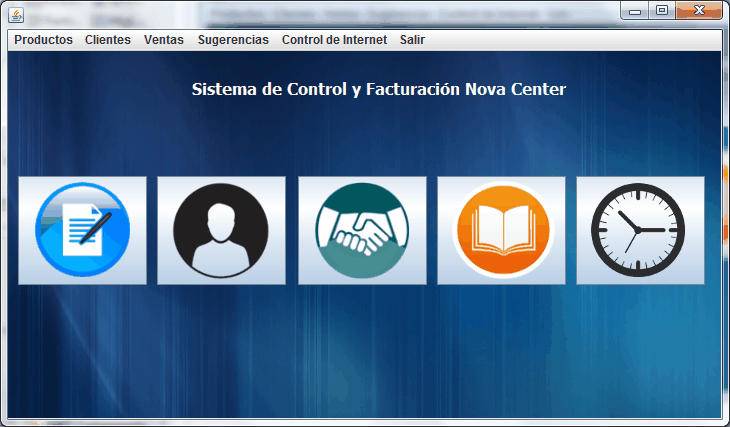 Productos Clientes Ventas Sugerencias Control de Internet Salir
Sistema de Control y Facturación Nova Center